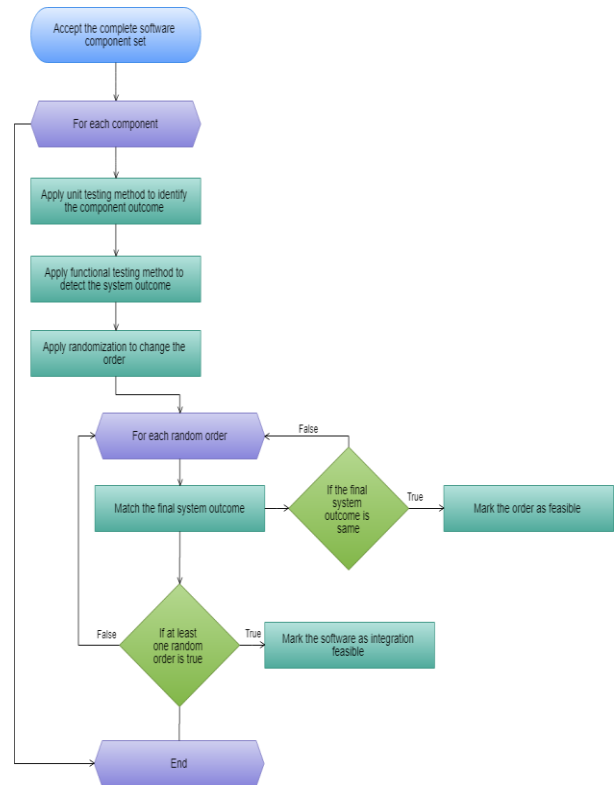 Accept the complete software
component set
For each component
Apply unit testing method to identify
the component outcome
Apply functional testing method to
detect the system outcome
Apply randomization to change the
order
For each random order
False
Match the final system outcome
If the final
system
outcome is
same
True
Mark the order as feasible
False
If at least
one random
order is true
True
Mark the software as integration
feasible
End